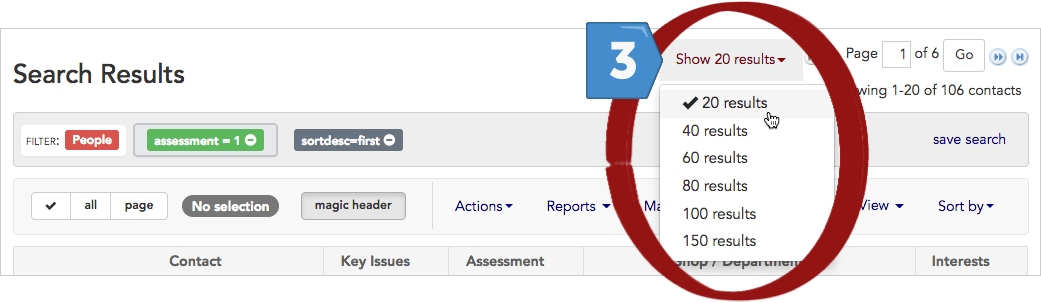 3
Show 20 results
Page 1 of 6 Go
Search Results
20 results
wing 1-20 of 106 contacts
40 results
60 results
80 results
100 results
150 results
FILTER: People assessment = 1 sortdesc=first save search
all page No selection magic header Actions Reports Ma View Sort by
Contact Key Issues Assessment Shop / Department Interests